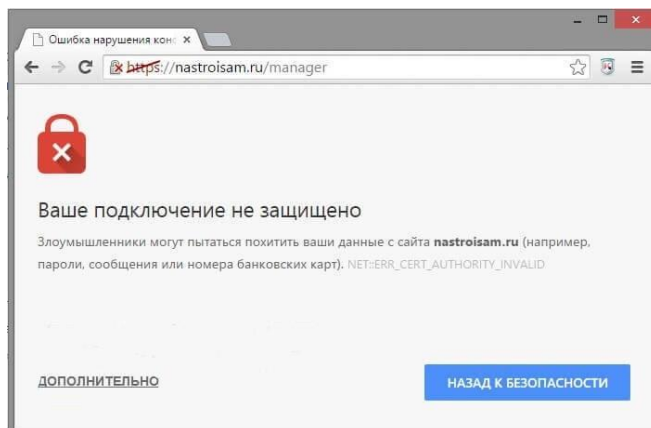 Ошибка нарушения кон
https://nastroisam.ru/manager
Ваше подключение не защищено
Злоумышленники могут пытаться похитить ваши данные с сайта nastroisam.ru (например,
пароли, сообщения или номера банковских карт). NET::ERR_CERT_AUTHORITY_INVALID
ДОПОЛНИТЕЛЬНО
НАЗАД К БЕЗОПАСНОСТИ